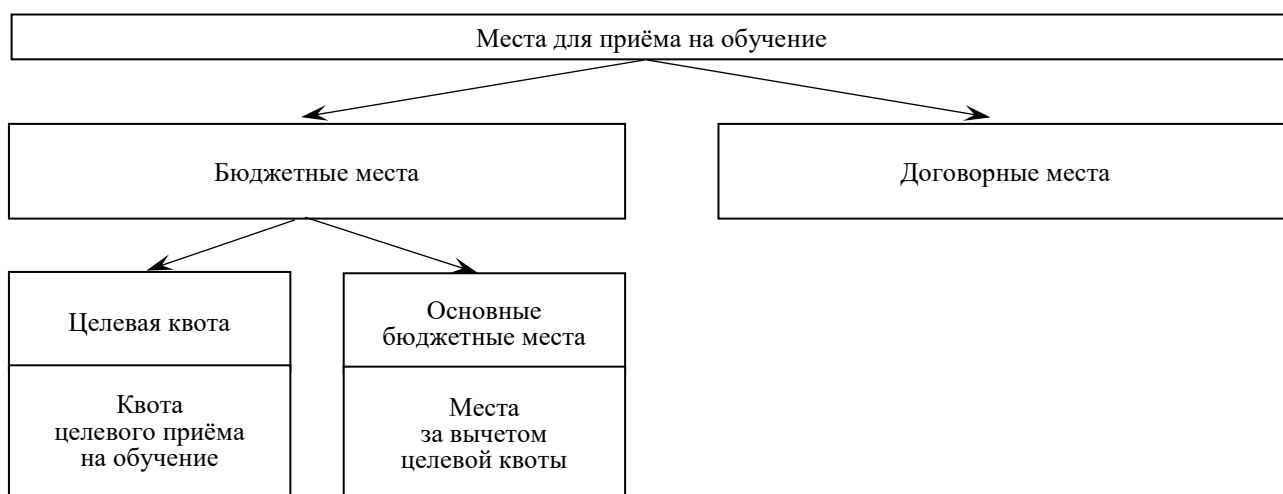 Места для приёма на обучение
Бюджетные места
Договорные места
Целевая квота
Основные
бюджетные места
Квота
целевого приёма
на обучение
Места
за вычетом
целевой квоты